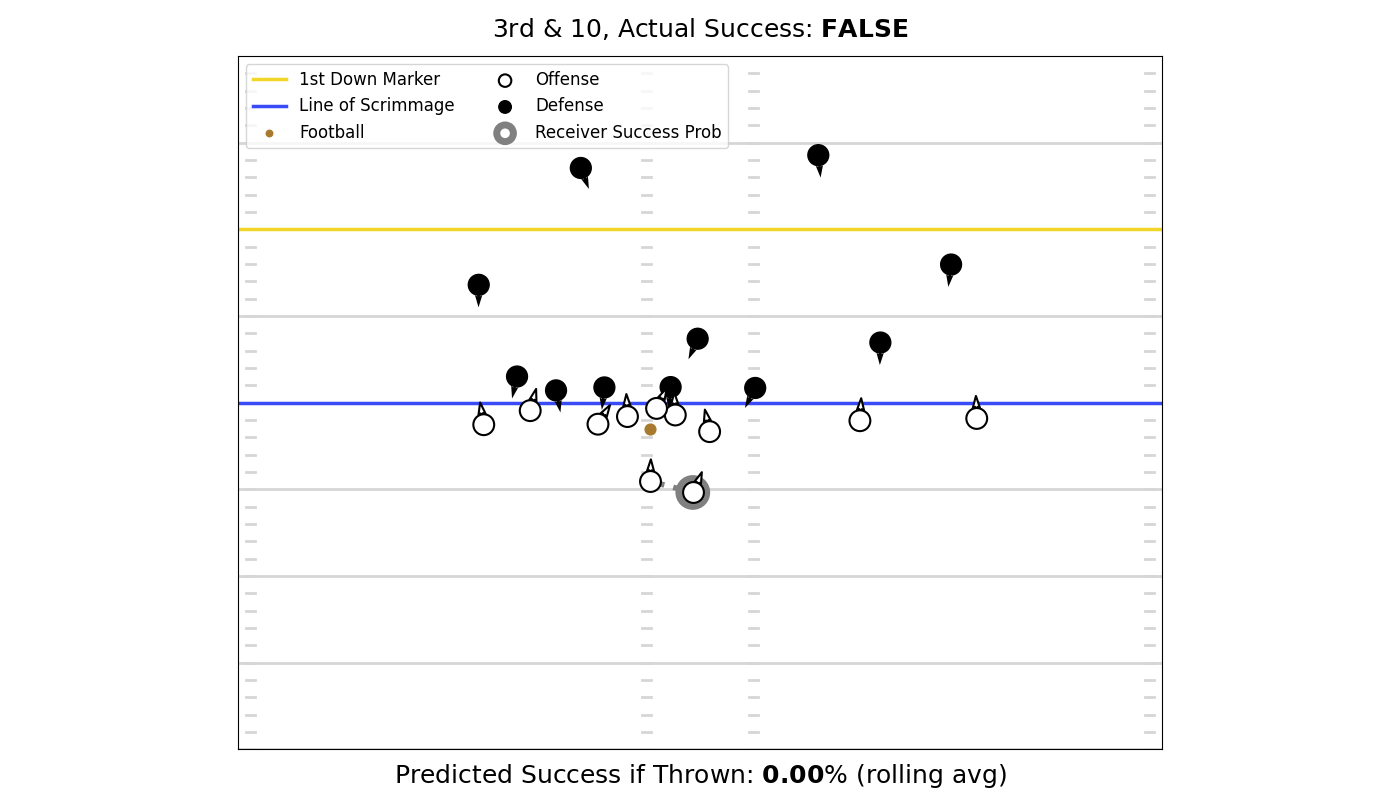 3rd & 10, Actual Success: FALSE
1st Down Marker
Line of Scrimmage
Football
Offense
Defense
Receiver Success Prob
Predicted Success if Thrown: 0.00% (rolling avg)